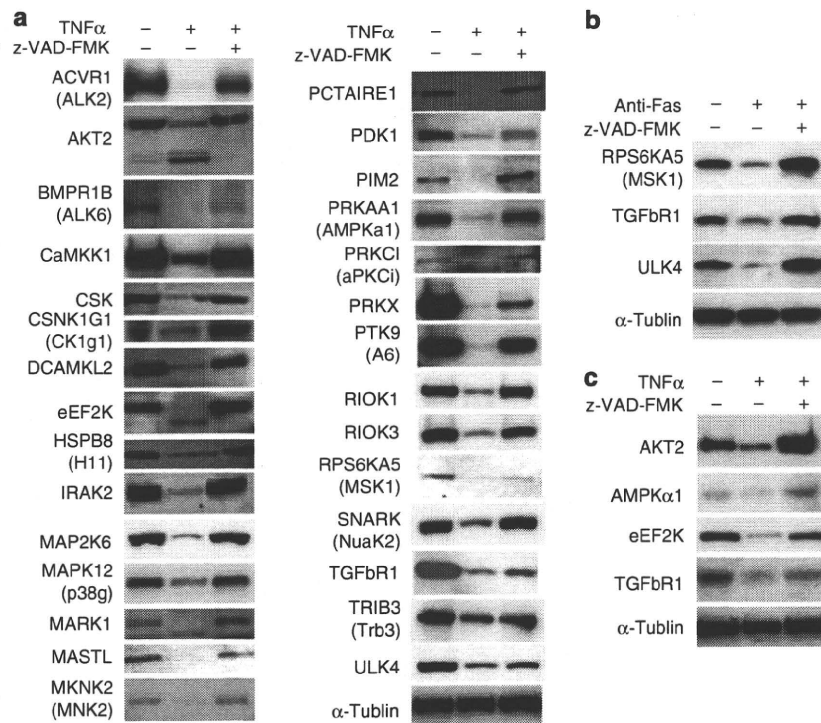 a
TNFα − + +
z-VAD-FMK − − +
ACVR1
(ALK2)
AKT2
BMPR1B
(ALK6)
CaMKK1
CSK
CSNK1G1
(CK1g1)
DCAMKL2
eEF2K
HSPB8
(H11)
IRAK2
MAP2K6
MAPK12
(p38g)
MARK1
MASTL
MKNK2
(MNK2)
TNFα − + +
z-VAD-FMK − − +
PCTAIRE1
PDK1
PIM2
PRKAA1
(AMPKa1)
PRKCI
(aPKCi)
PRKX
PTK9
(A6)
RIOK1
RIOK3
RPS6KA5
(MSK1)
SNARK
(NuaK2)
TGFbR1
TRIB3
(Trb3)
ULK4
α-Tublin
b
Anti-Fas − + +
z-VAD-FMK − − +
RPS6KA5
(MSK1)
TGFbR1
ULK4
α-Tublin
c
TNFα − + +
z-VAD-FMK − − +
AKT2
AMPKα1
eEF2K
TGFbR1
α-Tublin